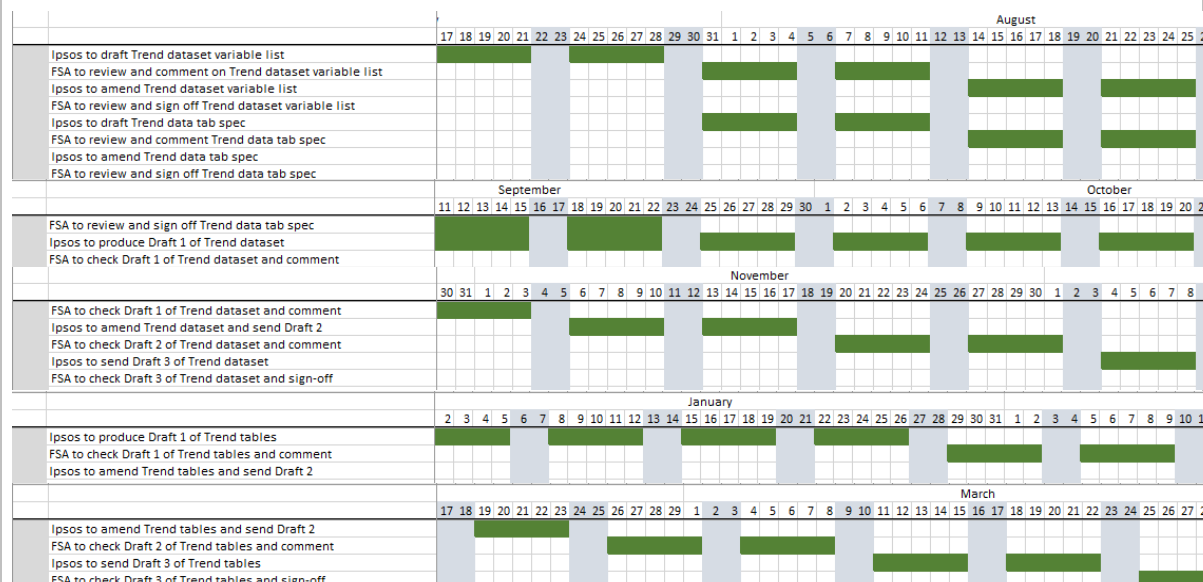 August
17 18 19 20 21 22 23 24 25 26 27 28 29 30 31 1 2 3 4 5 6 7 8 9 10 11 12 13 14 15 16 17 18 19 20 21 22 23 24 25
Ipsos to draft Trend dataset variable list
FSA to review and comment on Trend dataset variable list
Ipsos to amend Trend dataset variable list
FSA to review and sign off Trend dataset variable list
Ipsos to draft Trend data tab spec
FSA to review and comment Trend data tab spec
Ipsos to amend Trend data tab spec
FSA to review and sign off Trend data tab spec
September October
11 12 13 14 15 16 17 18 19 20 21 22 23 24 25 26 27 28 29 30 1 2 3 4 5 6 7 8 9 10 11 12 13 14 15 16 17 18 19 20
FSA to review and sign off Trend data tab spec
Ipsos to produce Draft 1 of Trend dataset
FSA to check Draft 1 of Trend dataset and comment
November
30 31 1 2 3 4 5 6 7 8 9 10 11 12 13 14 15 16 17 18 19 20 21 22 23 24 25 26 27 28 29 30 1 2 3 4 5 6 7 8
FSA to check Draft 1 of Trend dataset and comment
Ipsos to amend Trend dataset and send Draft 2
FSA to check Draft 2 of Trend dataset and comment
Ipsos to send Draft 3 of Trend dataset
FSA to check Draft 3 of Trend dataset and sign-off
January
2 3 4 5 6 7 8 9 10 11 12 13 14 15 16 17 18 19 20 21 22 23 24 25 26 27 28 29 30 31 1 2 3 4 5 6 7 8 9 10
Ipsos to produce Draft 1 of Trend tables
FSA to check Draft 1 of Trend tables and comment
Ipsos to amend Trend tables and send Draft 2
March
17 18 19 20 21 22 23 24 25 26 27 28 29 1 2 3 4 5 6 7 8 9 10 11 12 13 14 15 16 17 18 19 20 21 22 23 24 25 26 27
Ipsos to amend Trend tables and send Draft 2
FSA to check Draft 2 of Trend tables and comment
Ipsos to send Draft 3 of Trend tables
FSA to check Draft 3 of Trend tables and sign-off